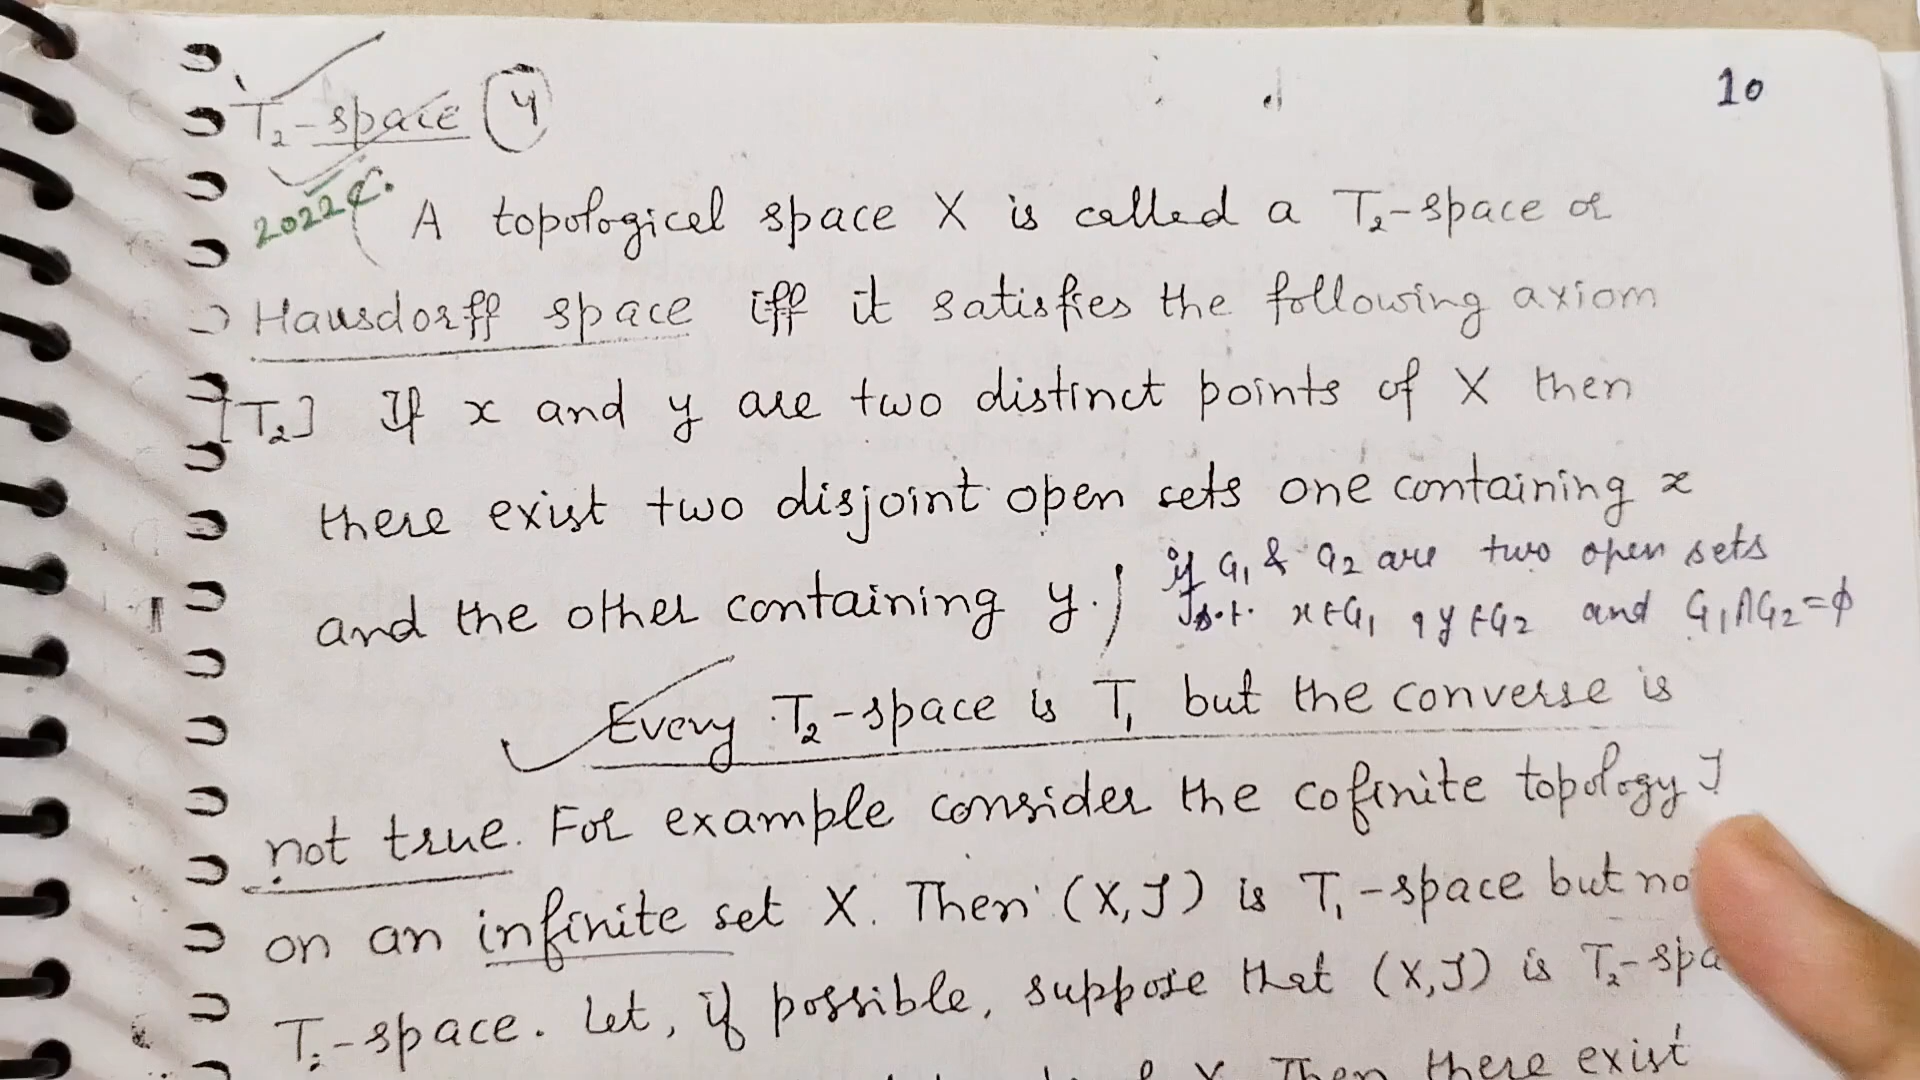 10
T₂-space 4
2022 C.
A topological space X is called a T₂-space or
Hausdorff space iff it satisfies the following axiom
[T₂] If x and y are two distinct points of X then
there exist two disjoint open sets one containing x
and the other containing y.
if G₁ & G₂ are two open sets
s.t. x∈G₁, y∈G₂ and G₁∩G₂=ϕ
Every T₂-space is T₁ but the converse is
not true. For example consider the cofinite topology J
on an infinite set X. Then (X,J) is T₁-space but no
T₂-space. Let, if possible, suppose that (X,J) is T₂-spa
of X. Then there exist